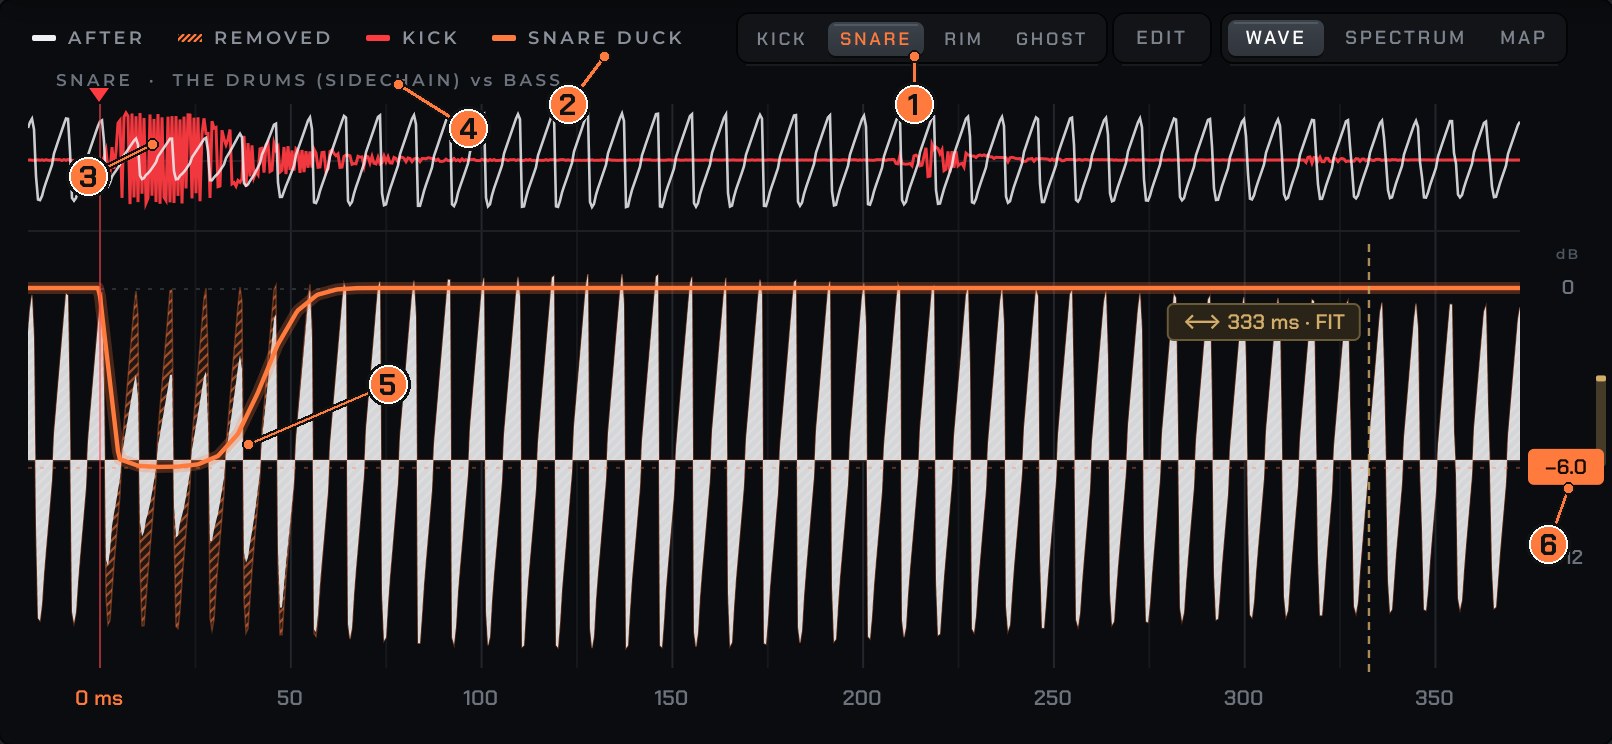 AFTER REMOVED KICK SNARE DUCK KICK SNARE RIM GHOST EDIT WAVE SPECTRUM MAP
SNARE · THE DRUMS (SIDECHAIN) vs BASS
2
1
4
3
dB
0
333 ms · FIT
5
-6.0
6
0 ms 50 100 150 200 250 300 350